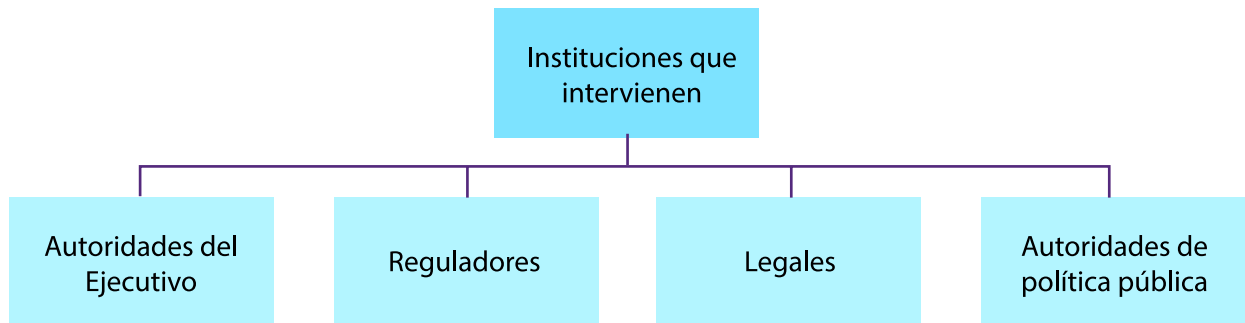 Instituciones que
intervienen
Autoridades del
Ejecutivo
Reguladores
Legales
Autoridades de
política pública